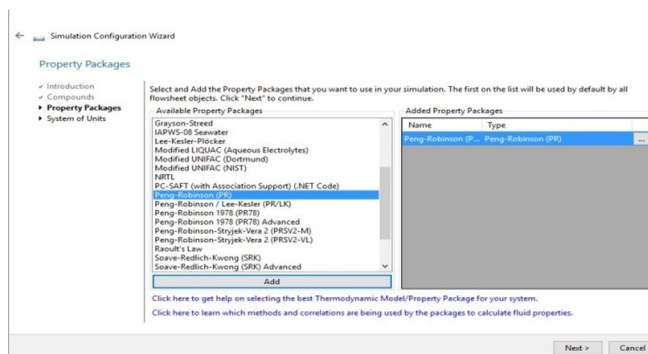 Simulation Configuration Wizard
Property Packages
Introduction
Compounds
Property Packages
System of Units
Select and Add the Property Packages that you want to use in your simulation. The first on the list will be used by default by all
flowsheet objects. Click "Next" to continue.
Available Property Packages
Grayson-Streed
IAPWS-08 Seawater
Lee-Kesler-Plöcker
Modified LIQUAC (Aqueous Electrolytes)
Modified UNIFAC (Dortmund)
Modified UNIFAC (NIST)
NRTL
PC-SAFT (with Association Support) (.NET Code)
Peng-Robinson (PR)
Peng-Robinson / Lee-Kesler (PR/LK)
Peng-Robinson 1978 (PR78)
Peng-Robinson 1978 (PR78) Advanced
Peng-Robinson-Stryjek-Vera 2 (PRSV2-M)
Peng-Robinson-Stryjek-Vera 2 (PRSV2-VL)
Raoult's Law
Soave-Redlich-Kwong (SRK)
Soave-Redlich-Kwong (SRK) Advanced
Add
Added Property Packages
Name Type
Peng-Robinson (P... Peng-Robinson (PR) ...
Click here to get help on selecting the best Thermodynamic Model/Property Package for your system.
Click here to learn which methods and correlations are being used by the packages to calculate fluid properties.
Next > Cancel